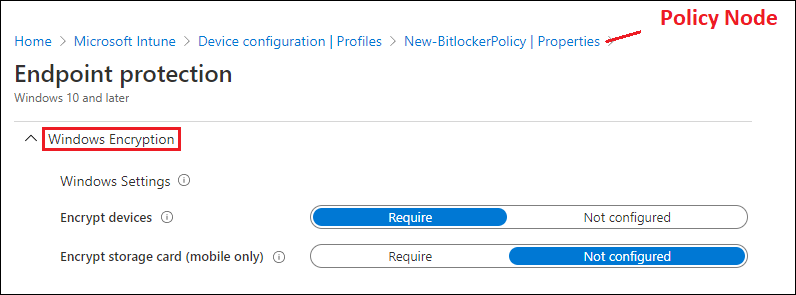 Policy Node
Home > Microsoft Intune > Device configuration | Profiles > New-BitlockerPolicy | Properties >
Endpoint protection
Windows 10 and later
Windows Encryption
Windows Settings
Encrypt devices Require Not configured
Encrypt storage card (mobile only) Require Not configured